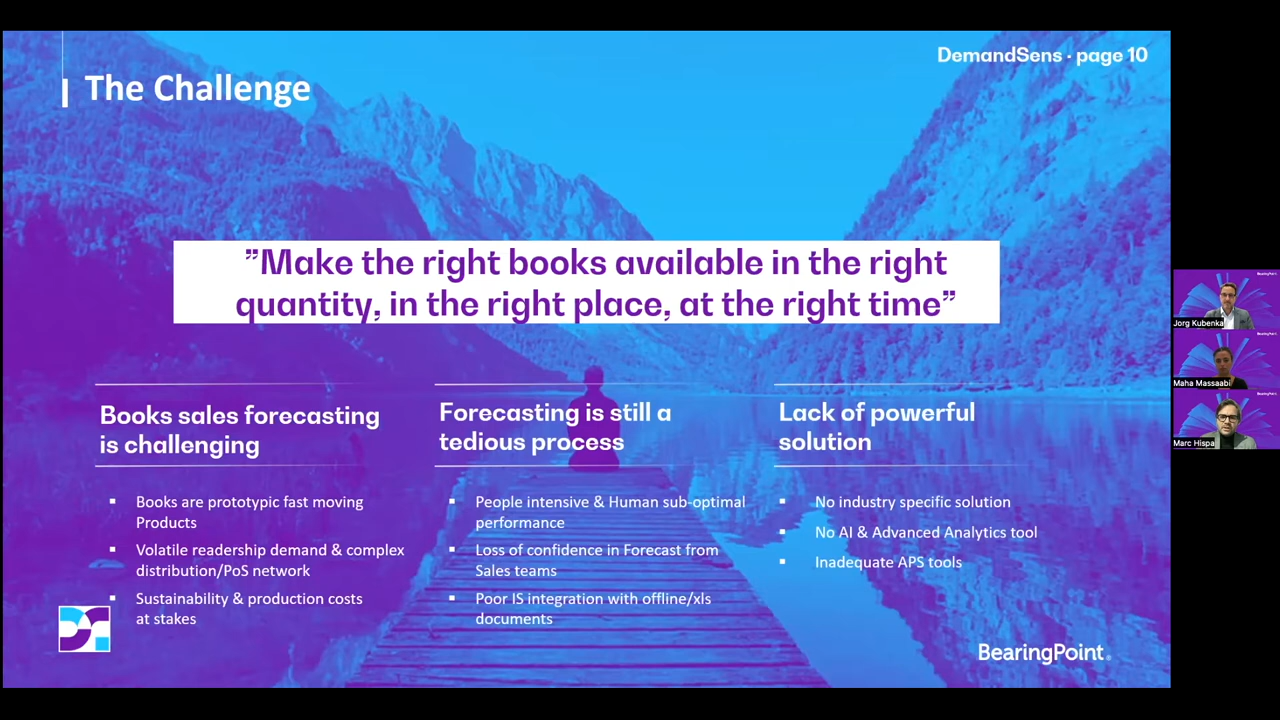 DemandSens · page 10
The Challenge
”Make the right books available in the right
quantity, in the right place, at the right time”
Books sales forecasting
is challenging
▪ Books are prototypic fast moving
Products
▪ Volatile readership demand & complex
distribution/PoS network
▪ Sustainability & production costs
at stakes
Forecasting is still a
tedious process
▪ People intensive & Human sub-optimal
performance
▪ Loss of confidence in Forecast from
Sales teams
▪ Poor IS integration with offline/xls
documents
Lack of powerful
solution
▪ No industry specific solution
▪ No AI & Advanced Analytics tool
▪ Inadequate APS tools
BearingPoint.
BearingPoint
Jorg Kubenka
BearingPoint
Maha Massaabi
BearingPoint
Marc Hispa